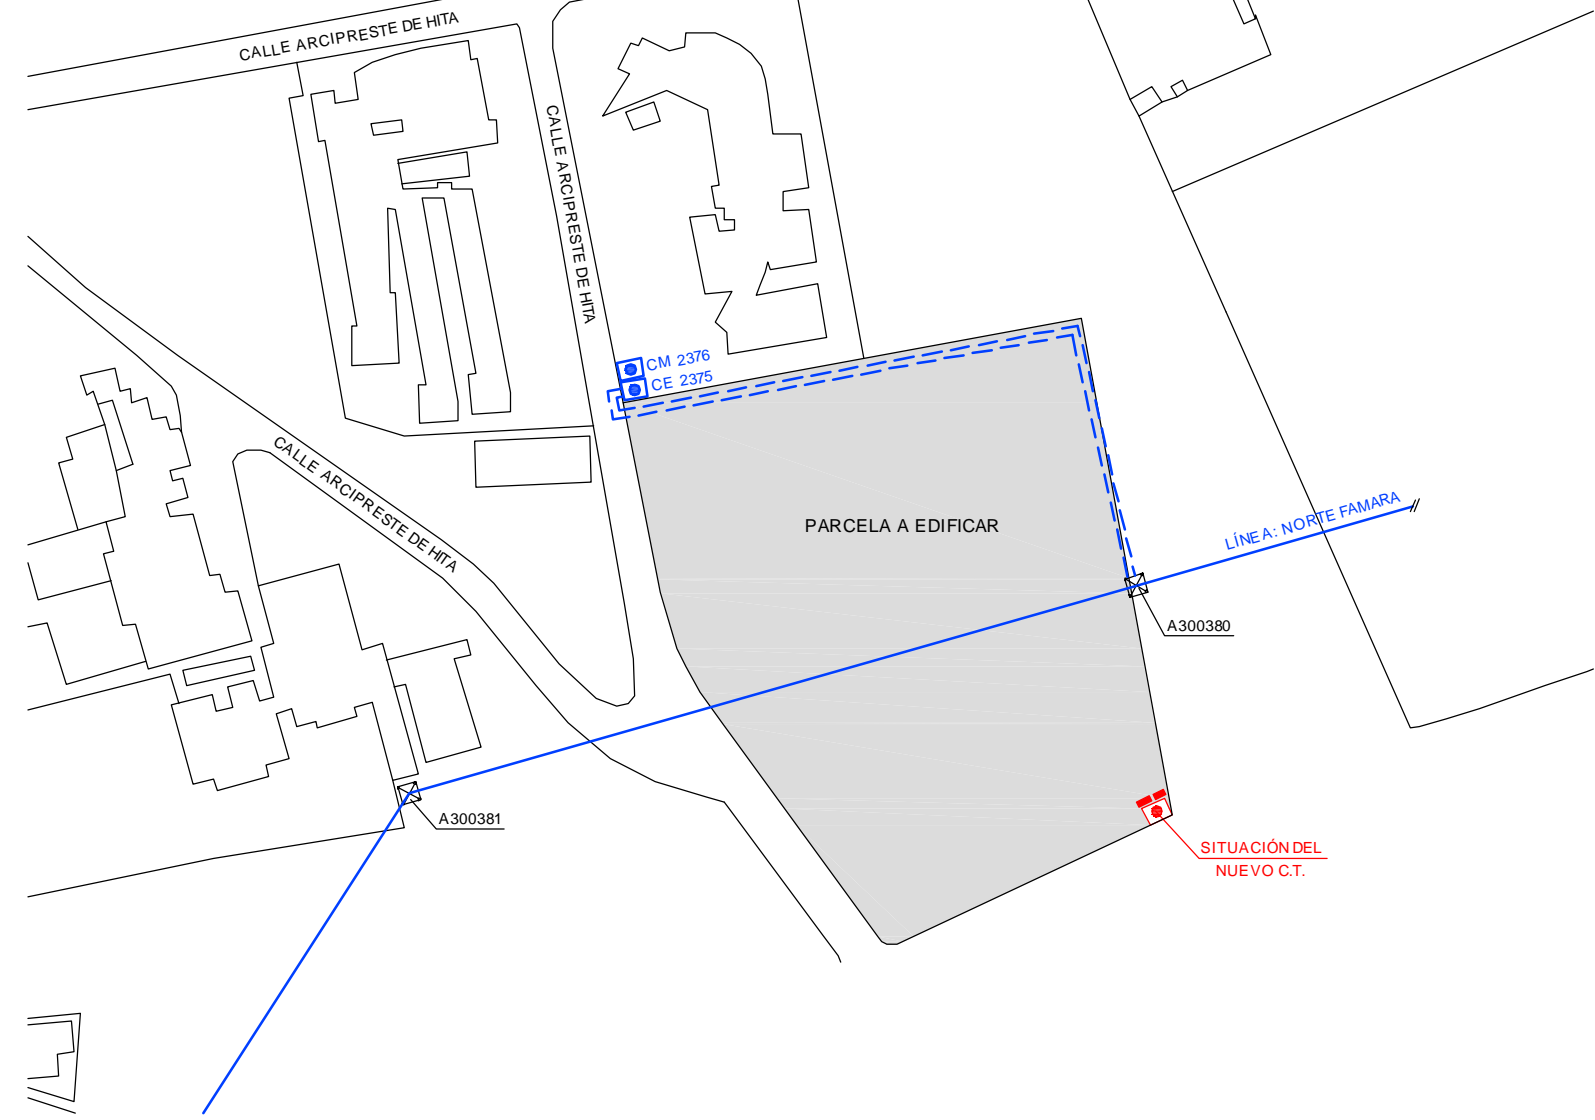 CALLE ARCIPRESTE DE HITA
CALLE ARCIPRESTE DE HITA
CM 2376
CE 2375
CALLE ARCIPRESTE DE HITA
PARCELA A EDIFICAR
LÍNEA: NORTE FAMARA
A300380
A300381
SITUACIÓN DEL
NUEVO C.T.